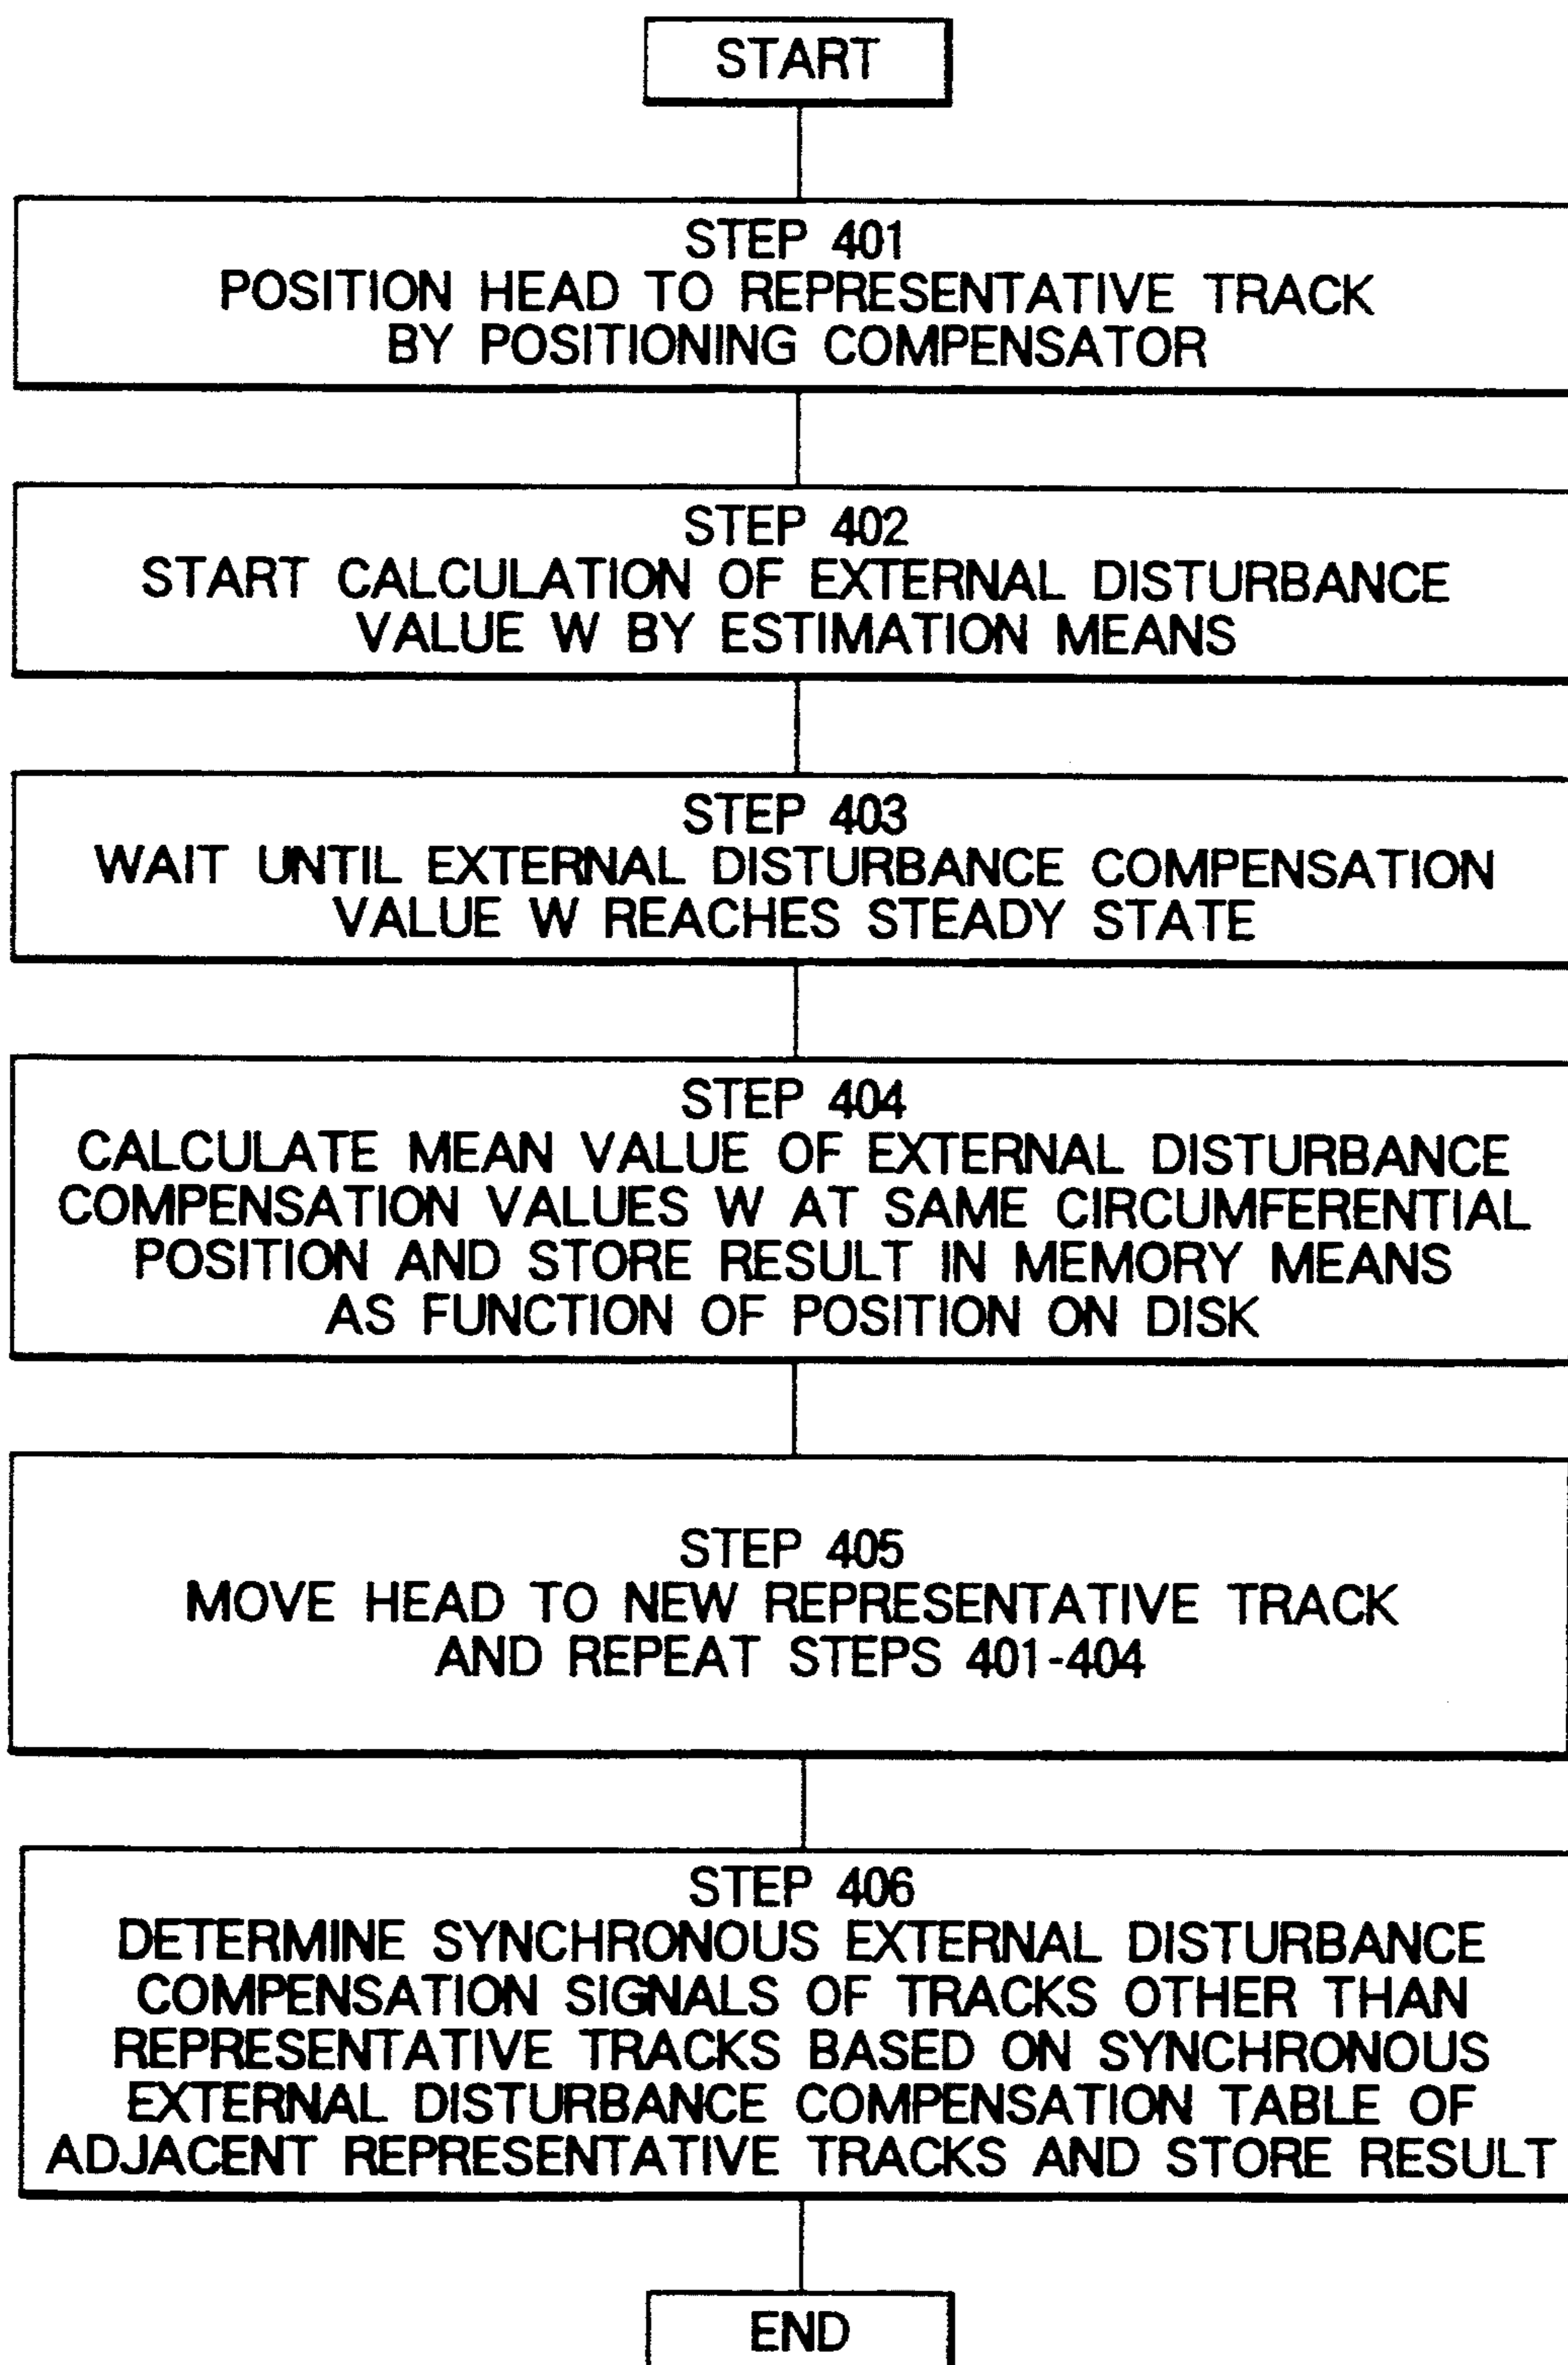 START
STEP 401
POSITION HEAD TO REPRESENTATIVE TRACK
BY POSITIONING COMPENSATOR
STEP 402
START CALCULATION OF EXTERNAL DISTURBANCE
VALUE W BY ESTIMATION MEANS
STEP 403
WAIT UNTIL EXTERNAL DISTURBANCE COMPENSATION
VALUE W REACHES STEADY STATE
STEP 404
CALCULATE MEAN VALUE OF EXTERNAL DISTURBANCE
COMPENSATION VALUES W AT SAME CIRCUMFERENTIAL
POSITION AND STORE RESULT IN MEMORY MEANS
AS FUNCTION OF POSITION ON DISK
STEP 405
MOVE HEAD TO NEW REPRESENTATIVE TRACK
AND REPEAT STEPS 401-404
STEP 406
DETERMINE SYNCHRONOUS EXTERNAL DISTURBANCE
COMPENSATION SIGNALS OF TRACKS OTHER THAN
REPRESENTATIVE TRACKS BASED ON SYNCHRONOUS
EXTERNAL DISTURBANCE COMPENSATION TABLE OF
ADJACENT REPRESENTATIVE TRACKS AND STORE RESULT
END